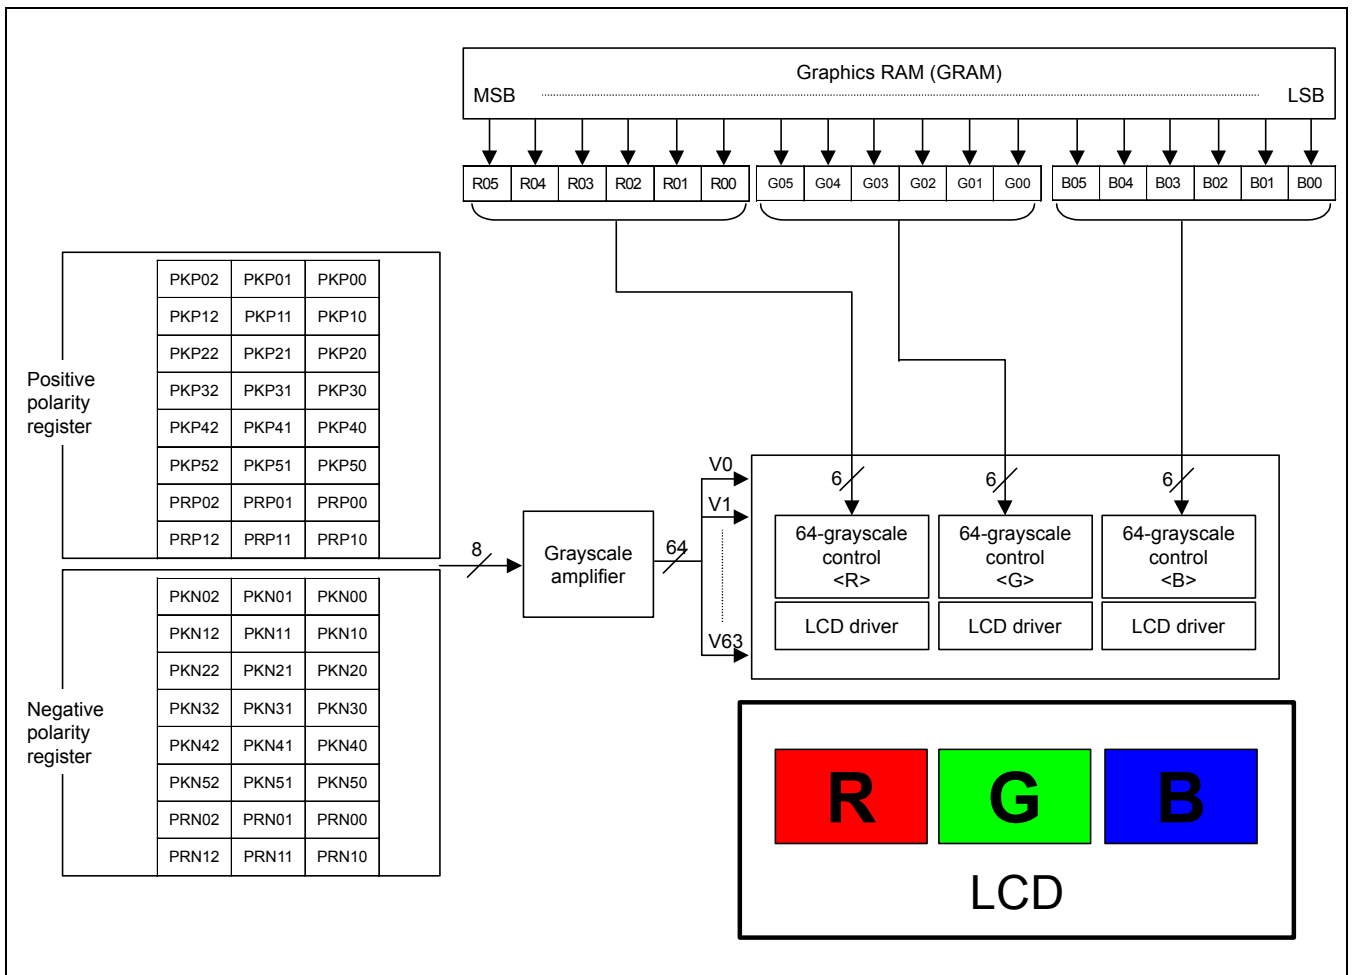 Graphics RAM (GRAM)
MSB LSB
R05 R04 R03 R02 R01 R00 G05 G04 G03 G02 G01 G00 B05 B04 B03 B02 B01 B00
Positive
polarity
register
PKP02 PKP01 PKP00
PKP12 PKP11 PKP10
PKP22 PKP21 PKP20
PKP32 PKP31 PKP30
PKP42 PKP41 PKP40
PKP52 PKP51 PKP50
PRP02 PRP01 PRP00
PRP12 PRP11 PRP10
Negative
polarity
register
PKN02 PKN01 PKN00
PKN12 PKN11 PKN10
PKN22 PKN21 PKN20
PKN32 PKN31 PKN30
PKN42 PKN41 PKN40
PKN52 PKN51 PKN50
PRN02 PRN01 PRN00
PRN12 PRN11 PRN10
8
Grayscale
amplifier
64
V0
V1
V63
6 6 6
64-grayscale
control
<R>
LCD driver
64-grayscale
control
<G>
LCD driver
64-grayscale
control
<B>
LCD driver
R G B
LCD